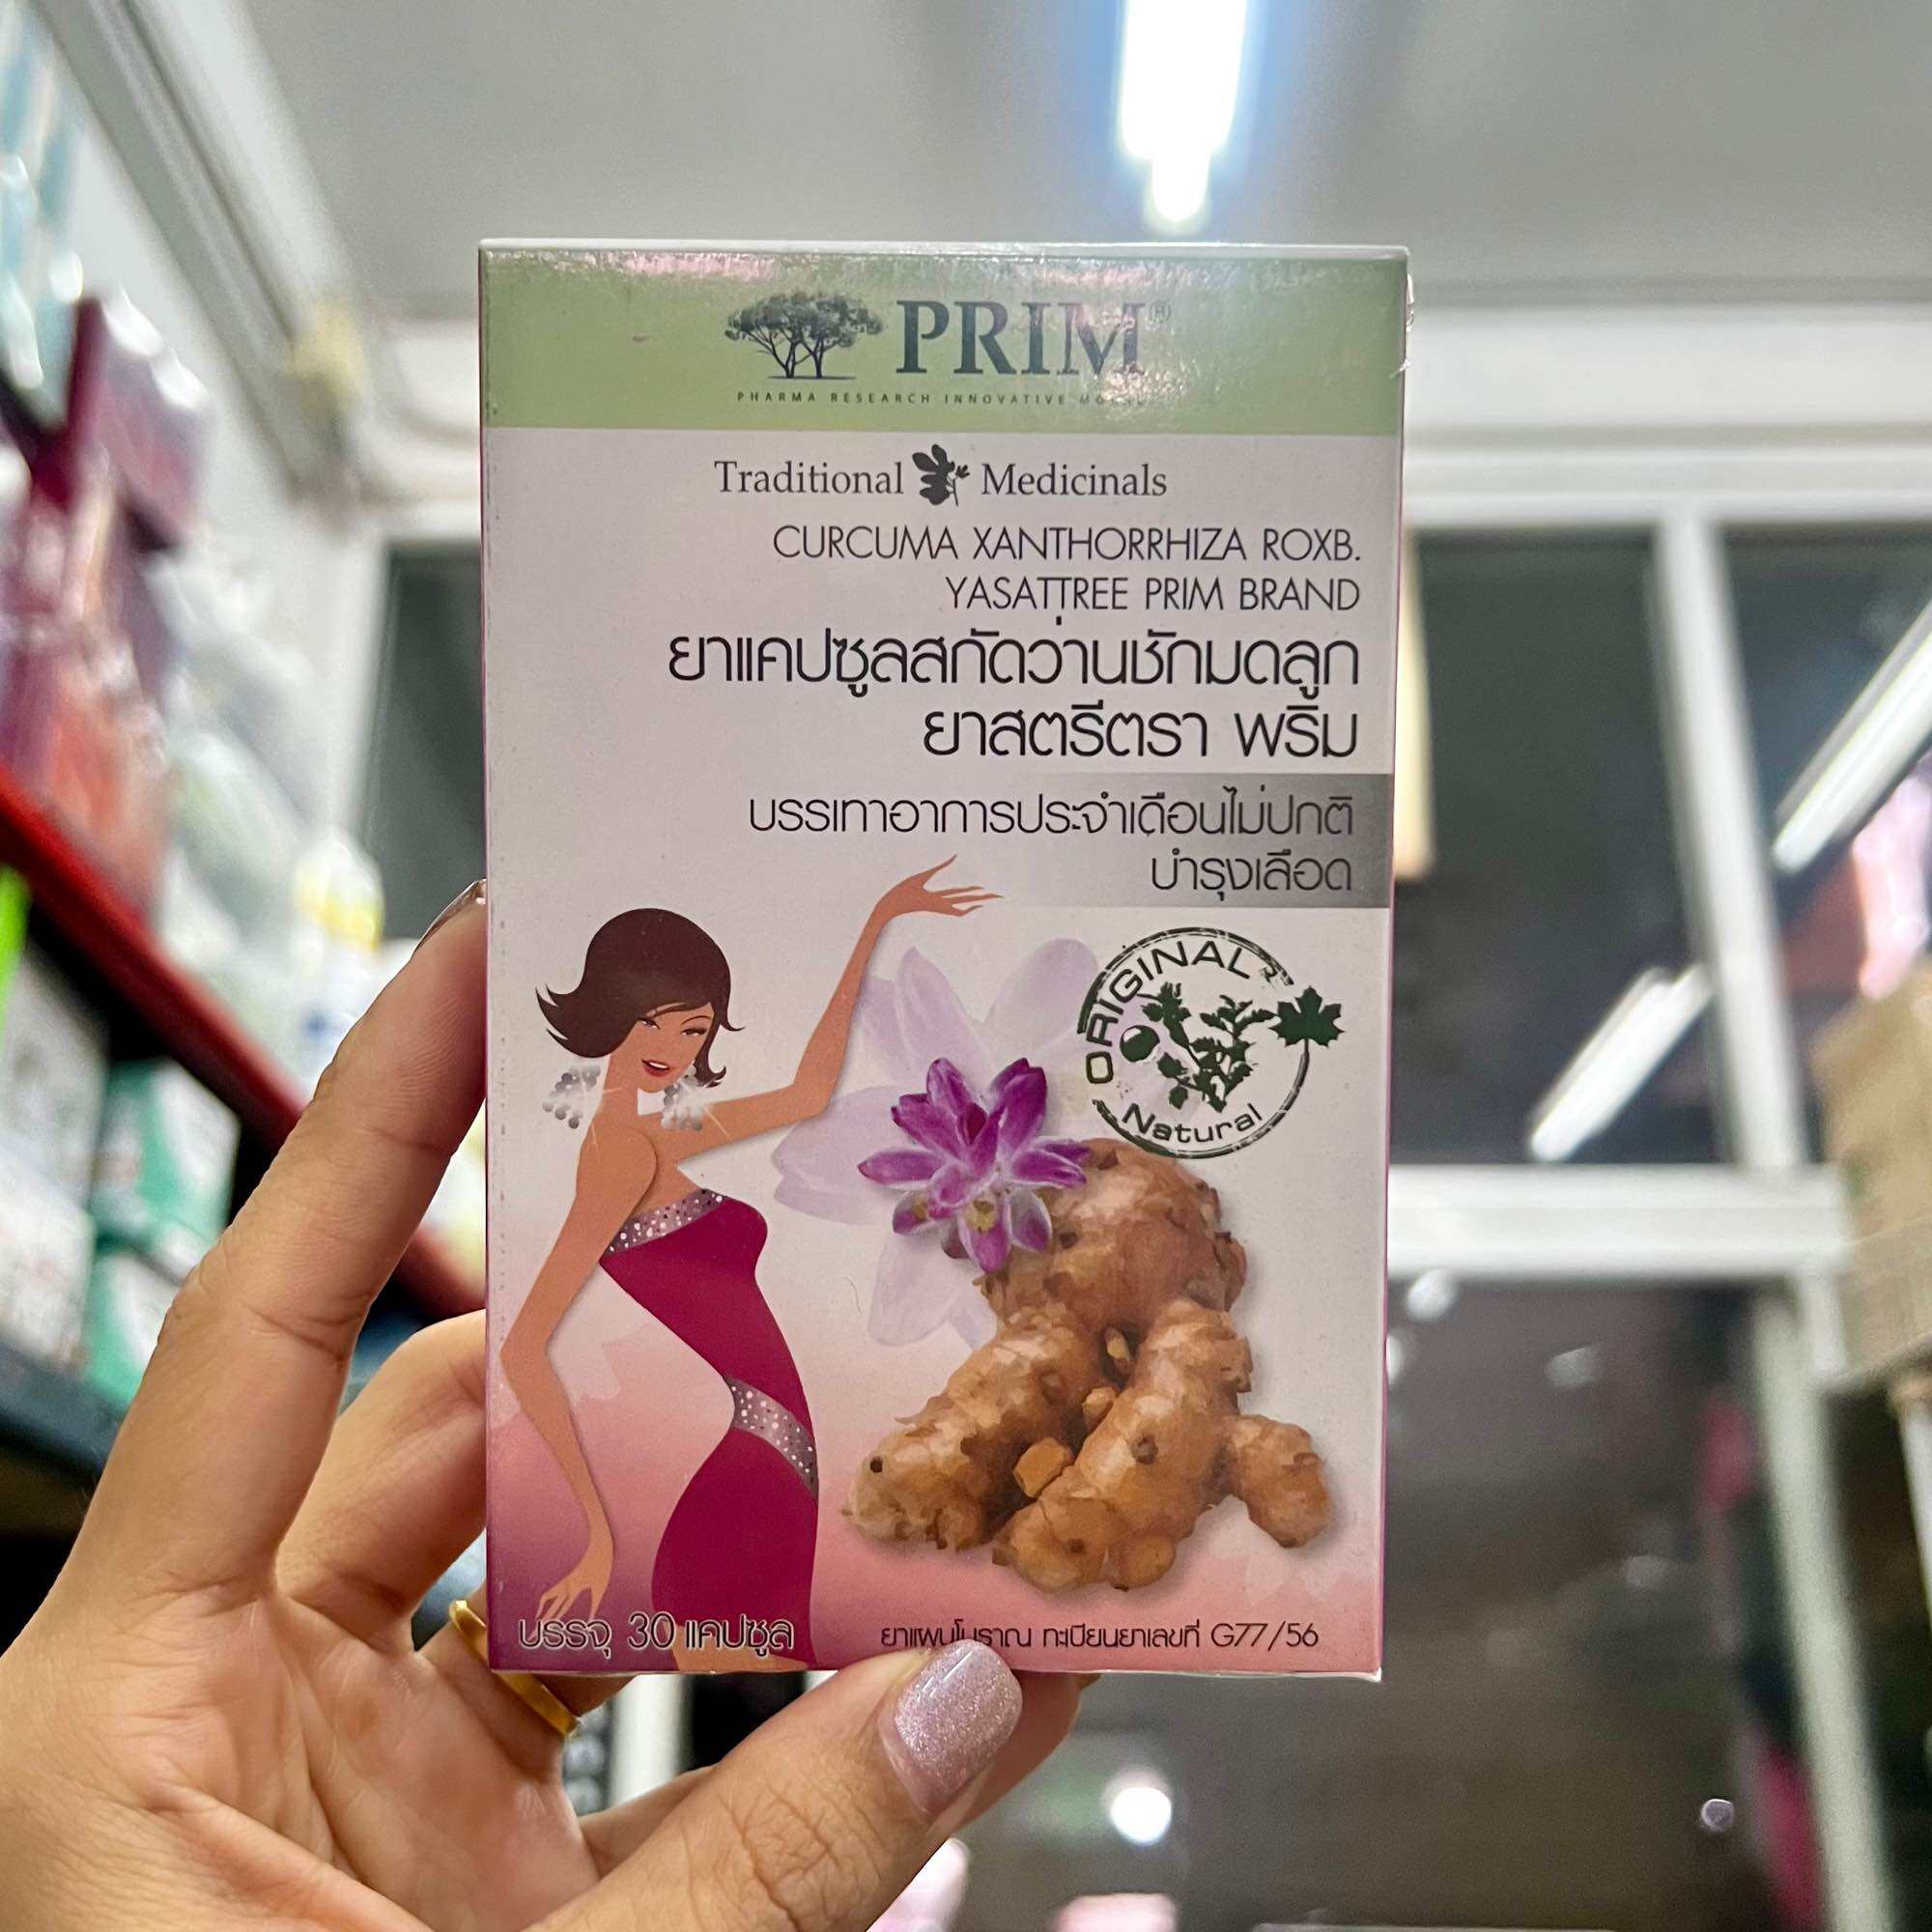 PRIM®
PHARMA RESEARCH INNOVATIVE
Traditional Medicinals
CURCUMA XANTHORRHIZA ROXB.
YASATTREE PRIM BRAND
ยาแคปซูลสกัดว่านชักมดลูก
ยาสตรีตรา พริม
บรรเทาอาการประจำเดือนไม่ปกติ
บำรุงเลือด
ORIGINAL
Natural
บรรจุ 30 แคปซูล
ยาแผนโบราณ ทะเบียนยาเลขที่ G77/56